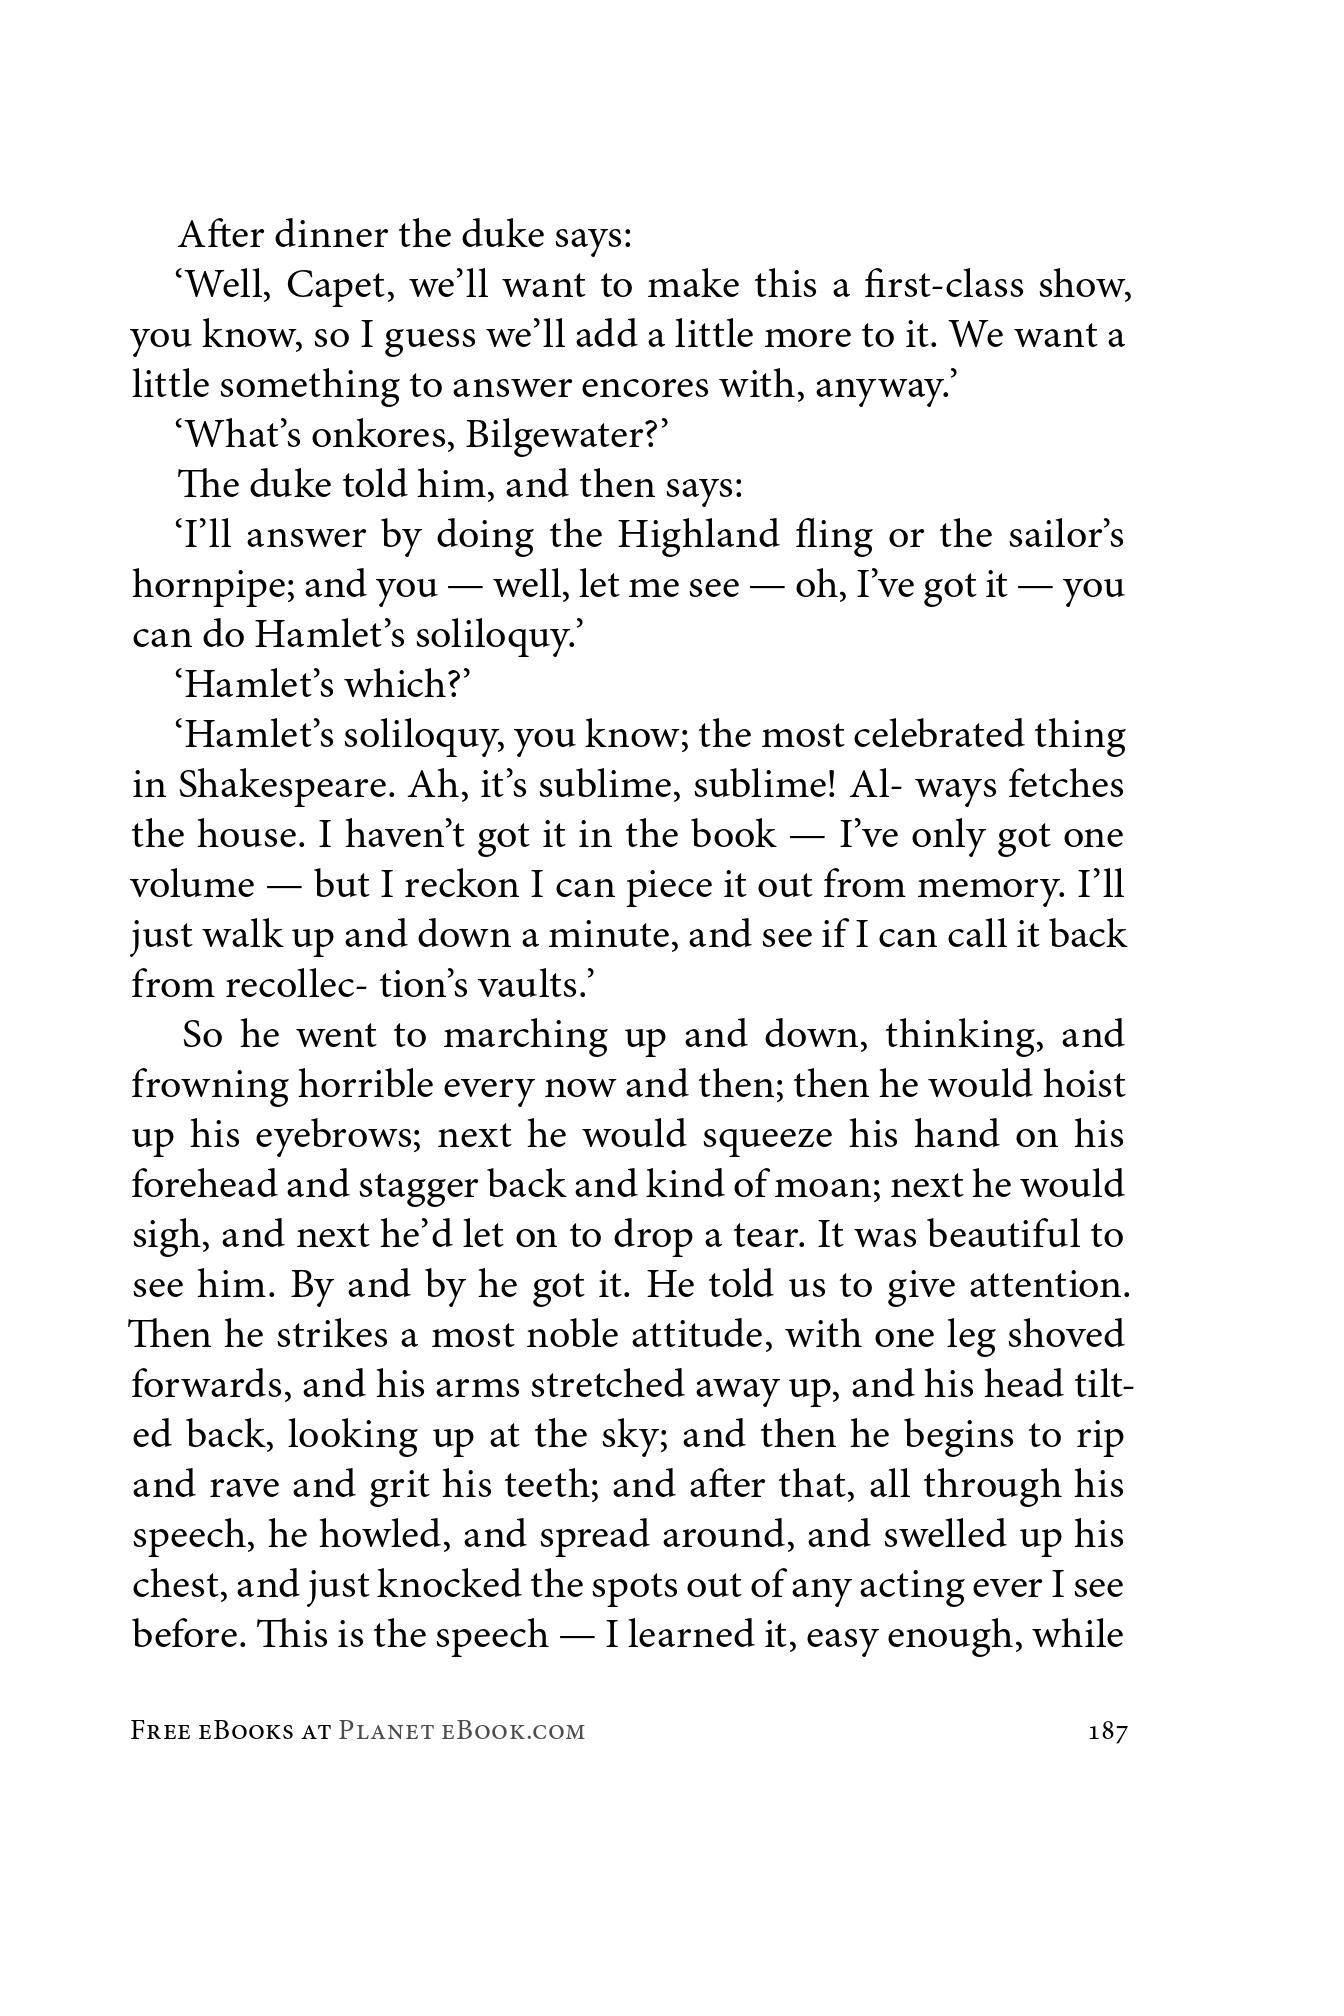 After dinner the duke says:
‘Well, Capet, we’ll want to make this a first-class show,
you know, so I guess we’ll add a little more to it. We want a
little something to answer encores with, anyway.’
‘What’s onkores, Bilgewater?’
The duke told him, and then says:
‘I’ll answer by doing the Highland fling or the sailor’s
hornpipe; and you — well, let me see — oh, I’ve got it — you
can do Hamlet’s soliloquy.’
‘Hamlet’s which?’
‘Hamlet’s soliloquy, you know; the most celebrated thing
in Shakespeare. Ah, it’s sublime, sublime! Al- ways fetches
the house. I haven’t got it in the book — I’ve only got one
volume — but I reckon I can piece it out from memory. I’ll
just walk up and down a minute, and see if I can call it back
from recollec- tion’s vaults.’
So he went to marching up and down, thinking, and
frowning horrible every now and then; then he would hoist
up his eyebrows; next he would squeeze his hand on his
forehead and stagger back and kind of moan; next he would
sigh, and next he’d let on to drop a tear. It was beautiful to
see him. By and by he got it. He told us to give attention.
Then he strikes a most noble attitude, with one leg shoved
forwards, and his arms stretched away up, and his head tilt-
ed back, looking up at the sky; and then he begins to rip
and rave and grit his teeth; and after that, all through his
speech, he howled, and spread around, and swelled up his
chest, and just knocked the spots out of any acting ever I see
before. This is the speech — I learned it, easy enough, while
Free eBooks at Planet eBook.com 187